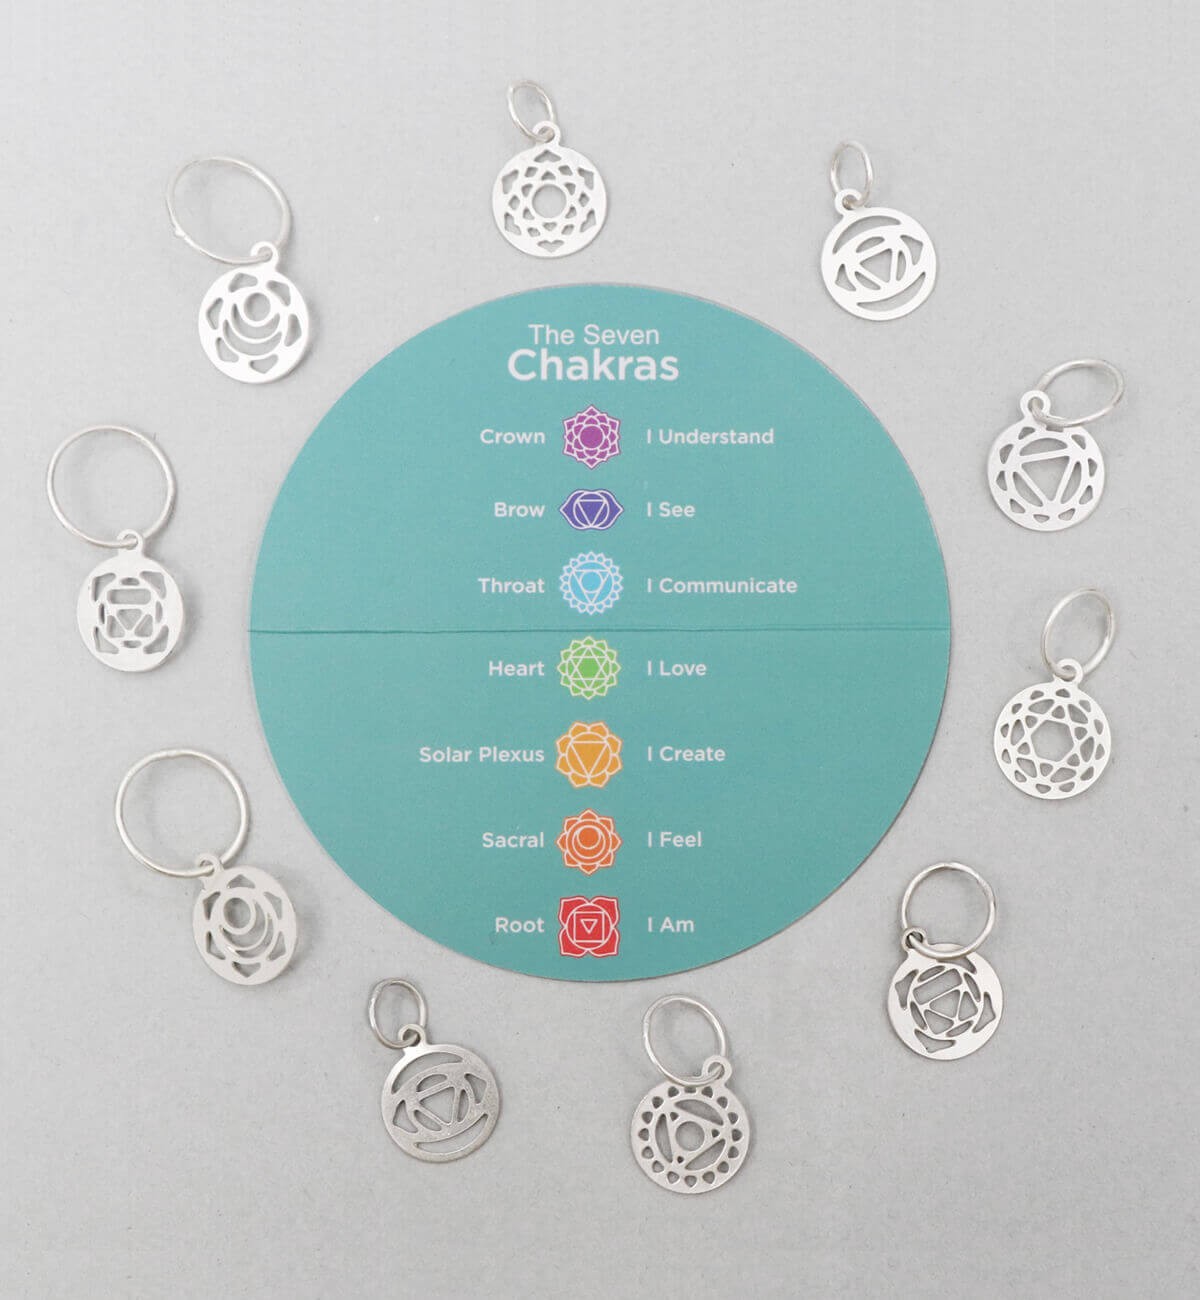 The Seven
Chakras
Crown I Understand
Brow I See
Throat I Communicate
Heart I Love
Solar Plexus I Create
Sacral I Feel
Root I Am